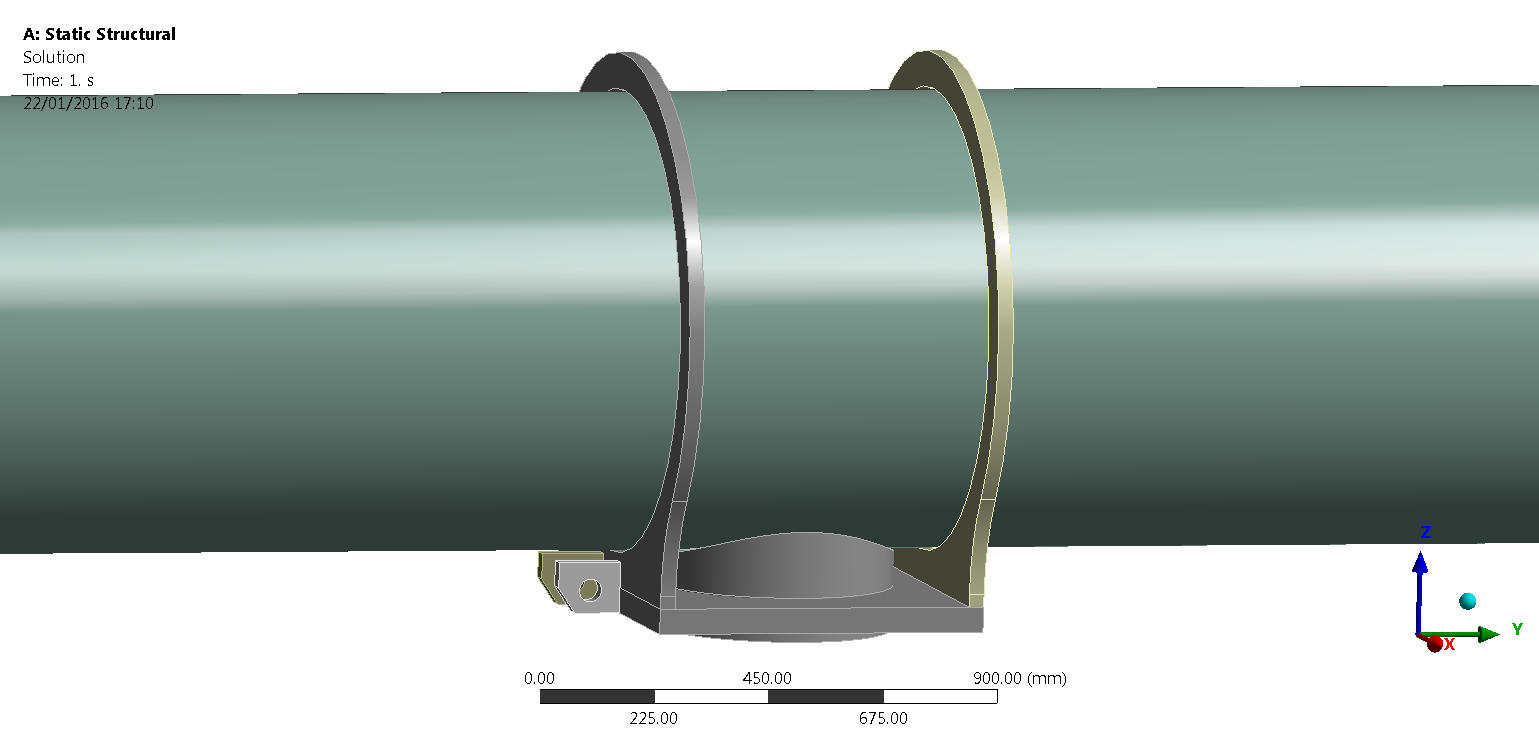 A: Static Structural
Solution
Time: 1. s
22/01/2016 17:10
Z
Y
X
0.00 450.00 900.00 (mm)
225.00 675.00